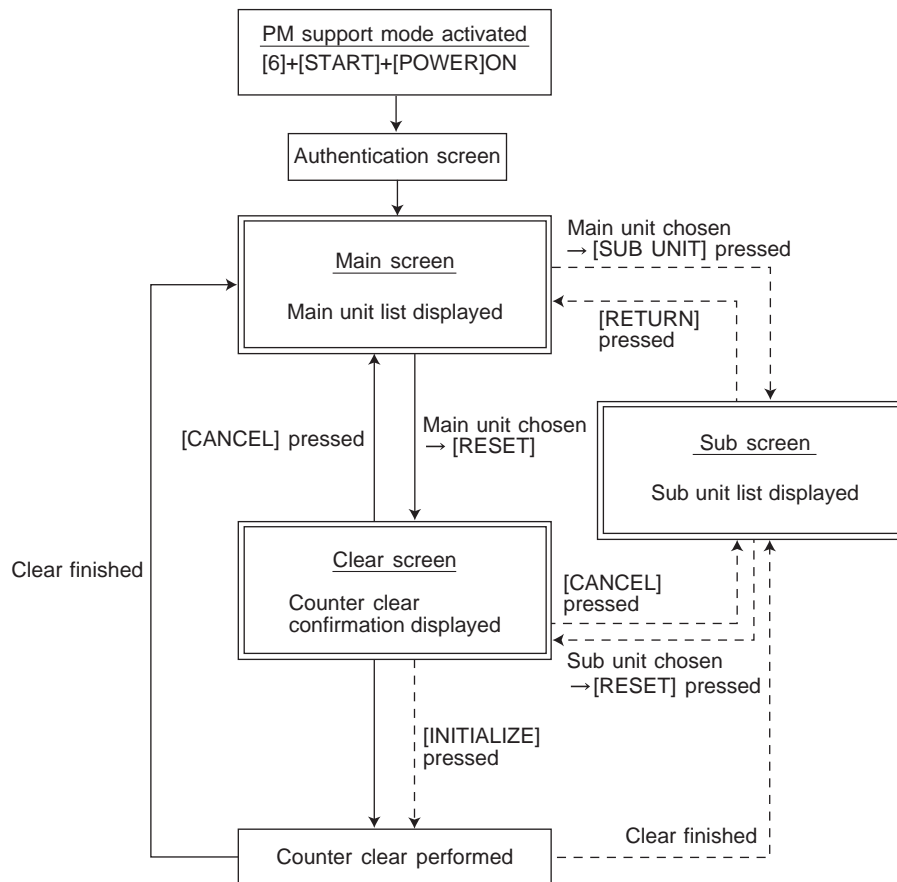 PM support mode activated
[6]+[START]+[POWER]ON
Authentication screen
Main screen
Main unit list displayed
Main unit chosen
→ [SUB UNIT] pressed
[RETURN]
pressed
[CANCEL] pressed
Main unit chosen
→ [RESET]
Sub screen
Sub unit list displayed
Clear finished
Clear screen
Counter clear
confirmation displayed
[CANCEL]
pressed
Sub unit chosen
→[RESET] pressed
[INITIALIZE]
pressed
Counter clear performed
Clear finished